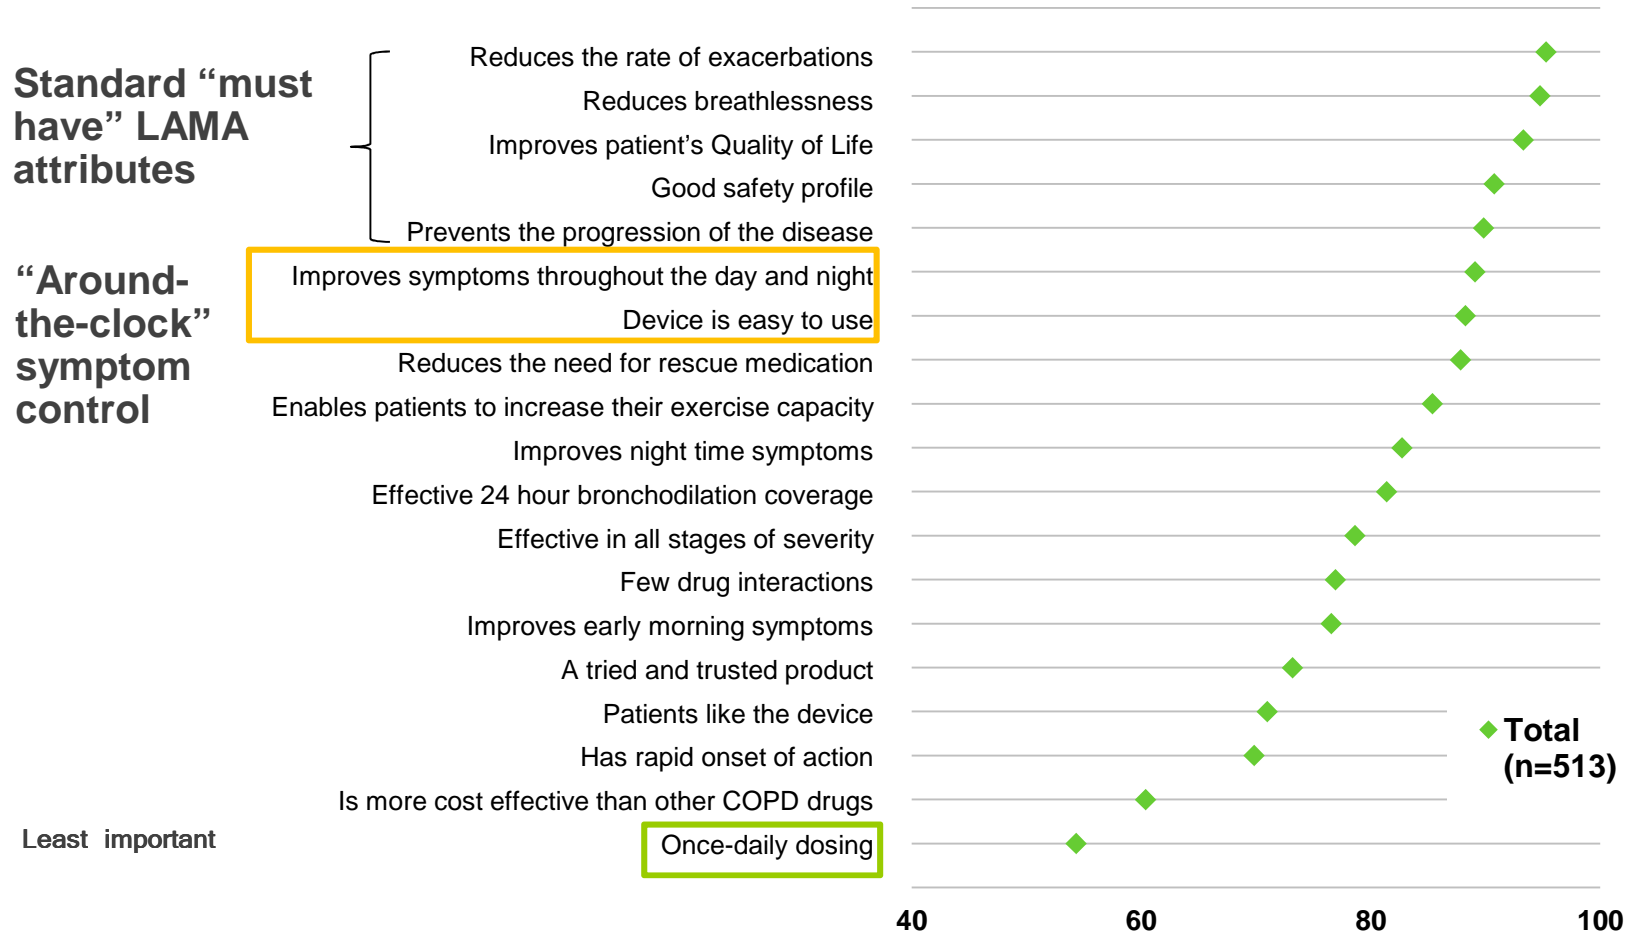 Standard “must
have” LAMA
attributes
“Around-
the-clock”
symptom
control
Least important
Reduces the rate of exacerbations
Reduces breathlessness
Improves patient’s Quality of Life
Good safety profile
Prevents the progression of the disease
Improves symptoms throughout the day and night
Device is easy to use
Reduces the need for rescue medication
Enables patients to increase their exercise capacity
Improves night time symptoms
Effective 24 hour bronchodilation coverage
Effective in all stages of severity
Few drug interactions
Improves early morning symptoms
A tried and trusted product
Patients like the device
Has rapid onset of action
Is more cost effective than other COPD drugs
Once-daily dosing
Total
(n=513)
40 60 80 100